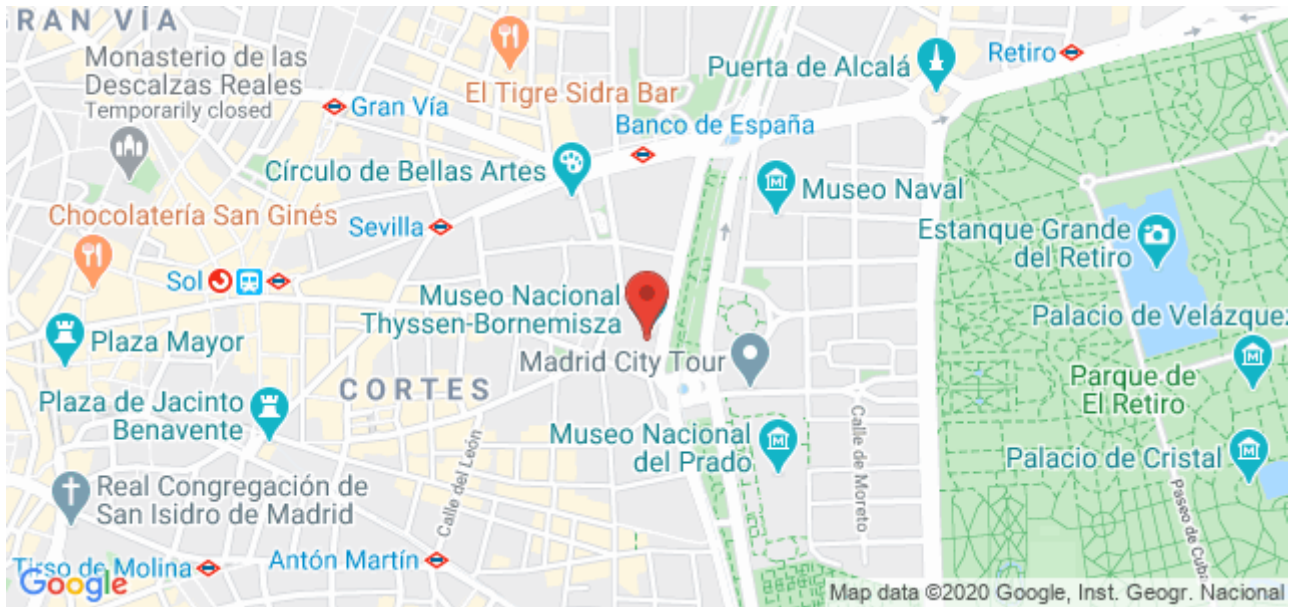 GRAN VÍA
Monasterio de las
Descalzas Reales
Temporarily closed
El Tigre Sidra Bar
Puerta de Alcalá
Retiro
Gran Vía
Banco de España
Círculo de Bellas Artes
Museo Naval
Chocolatería San Ginés
Sevilla
Estanque Grande
del Retiro
Sol
Museo Nacional
Thyssen-Bornemisza
Palacio de Velázquez
Plaza Mayor
Madrid City Tour
CORTES
Parque de
El Retiro
Plaza de Jacinto
Benavente
Museo Nacional
del Prado
Calle del León
Calle de Moreto
Palacio de Cristal
Real Congregación de
San Isidro de Madrid
Paseo de Cuba
Tirso de Molina
Antón Martín
Google
Map data ©2020 Google, Inst. Geogr. Nacional